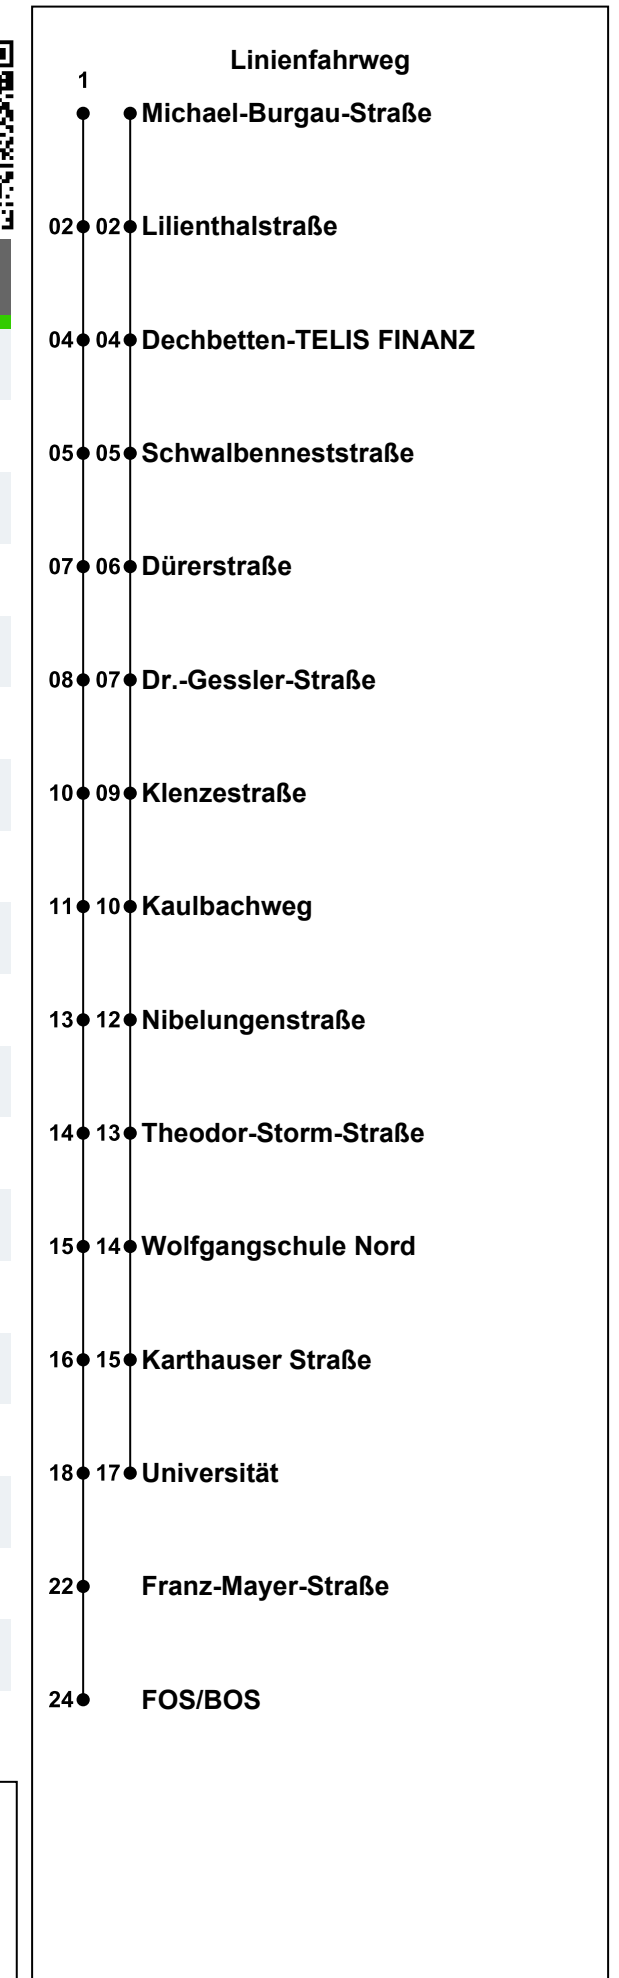 Linienfahrweg
1
Michael-Burgau-Straße
02 02 Lilienthalstraße
04 04 Dechbetten-TELIS FINANZ
05 05 Schwalbenneststraße
07 06 Dürerstraße
08 07 Dr.-Gessler-Straße
10 09 Klenzestraße
11 10 Kaulbachweg
13 12 Nibelungenstraße
14 13 Theodor-Storm-Straße
15 14 Wolfgangschule Nord
16 15 Karthauser Straße
18 17 Universität
22 Franz-Mayer-Straße
24 FOS/BOS